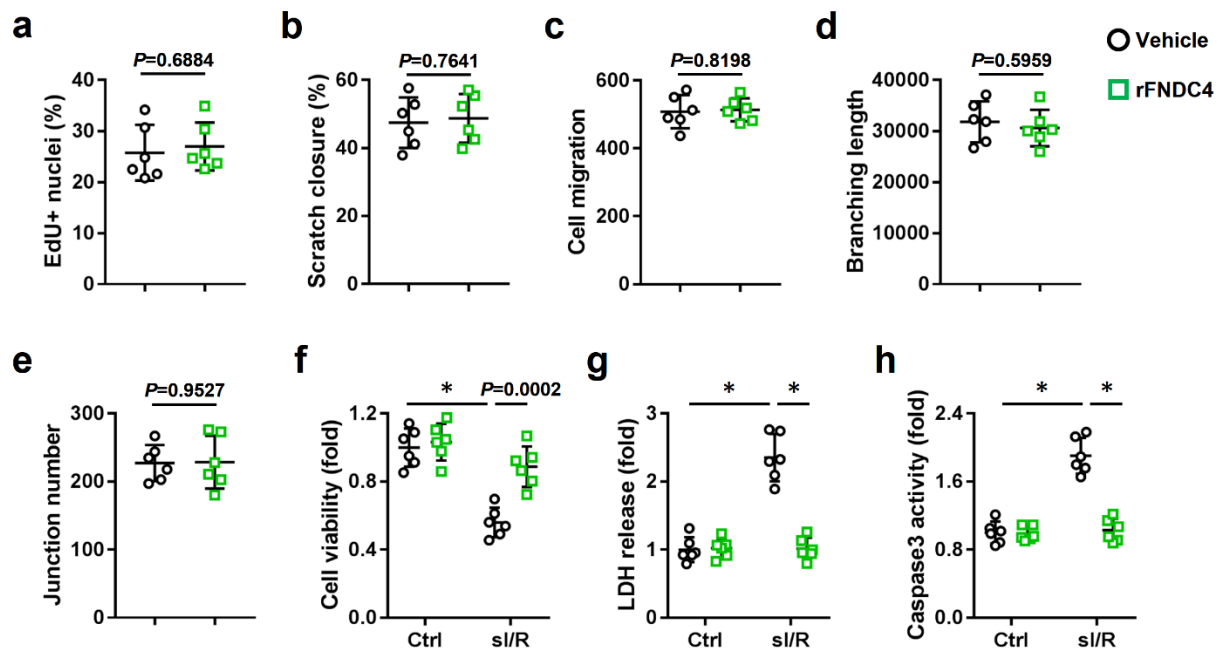 a
b
c
d
P=0.6884
P=0.7641
P=0.8198
P=0.5959
Vehicle
rFNDC4
EdU+ nuclei (%)
40
30
20
10
0
Scratch closure (%)
60
40
20
0
Cell migration
600
400
200
0
Branching length
40000
30000
20000
10000
0
e
f
g
h
P=0.9527
* P=0.0002
* *
* *
Junction number
300
200
100
0
Cell viability (fold)
1.2
0.8
0.4
0.0
Ctrl sI/R
LDH release (fold)
3
2
1
0
Ctrl sI/R
Caspase3 activity (fold)
2.4
1.6
0.8
0.0
Ctrl sI/R